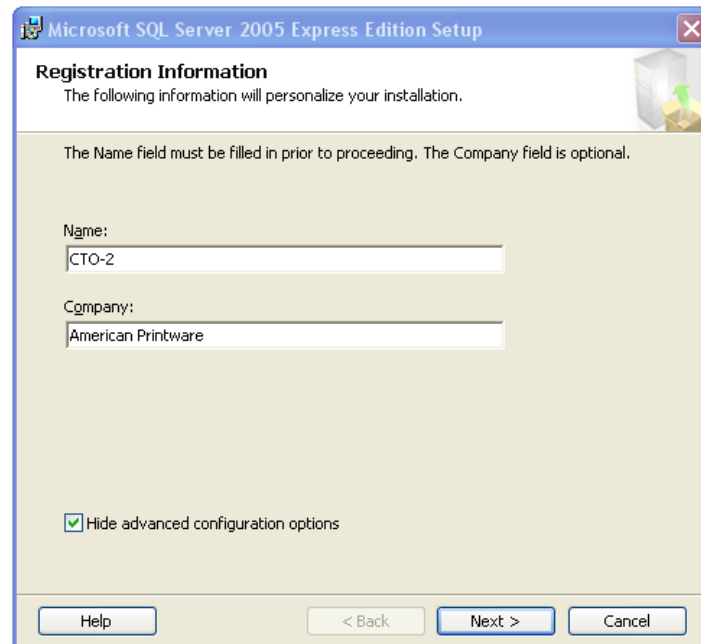 Microsoft SQL Server 2005 Express Edition Setup
Registration Information
The following information will personalize your installation.
The Name field must be filled in prior to proceeding. The Company field is optional.
Name:
CTO-2
Company:
American Printware
Hide advanced configuration options
Help
< Back
Next >
Cancel